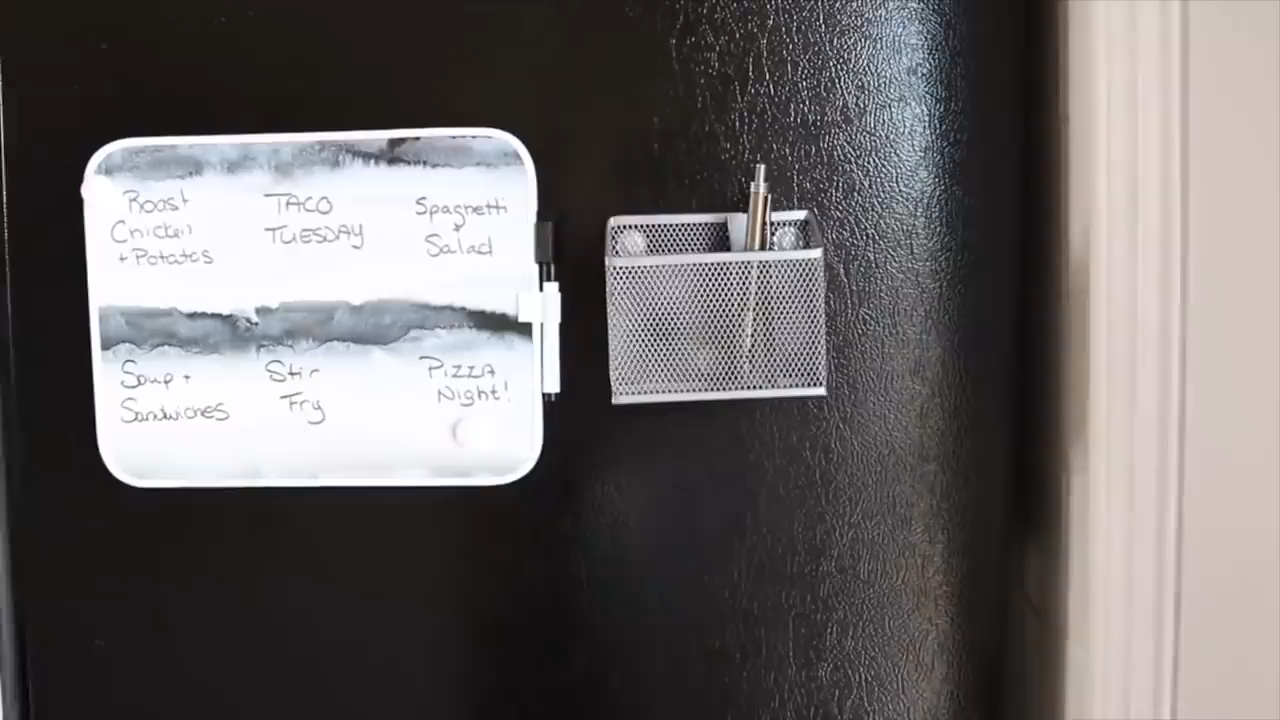 Roast
Chicken
+ Potatos
TACO
TUESDAY
Spagnetti
+
Salad
Soup +
Sandwiches
Stir
Fry
PIZZA
Night!